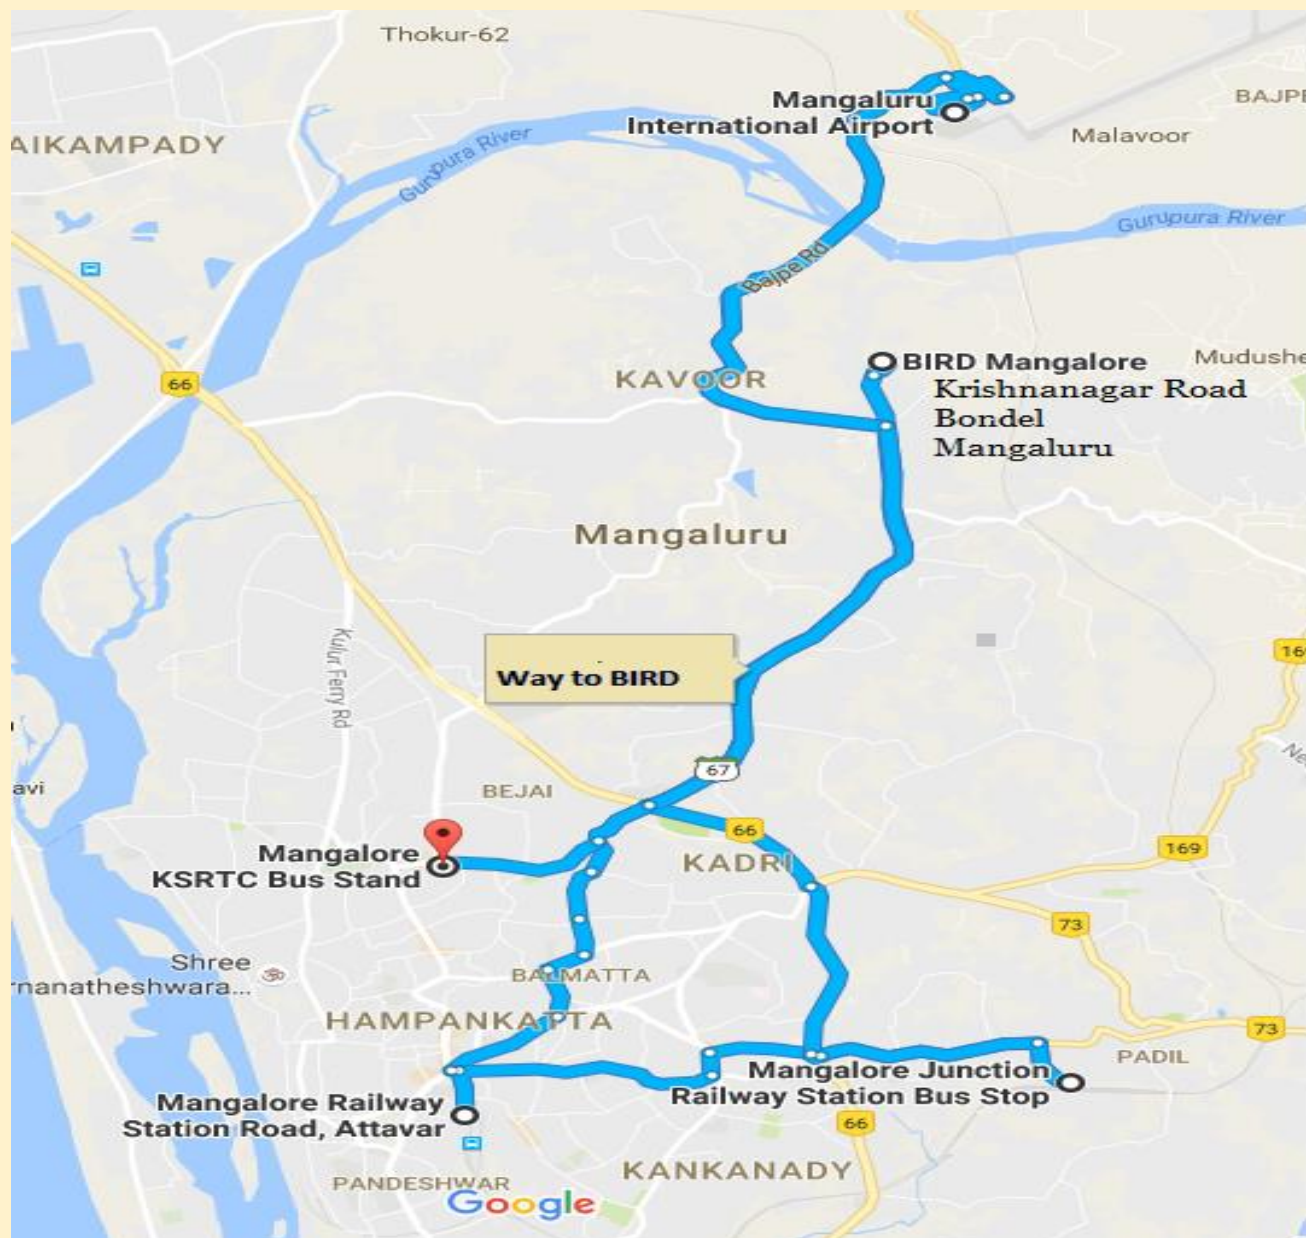 Thokur-62
Mangaluru
International Airport
BAJPE
Malavoor
AIKAMPADY
Gurupura River
Gurupura River
Bajpe Rd
66
KAVOOR
BIRD Mangalore
Krishnanagar Road
Bondel
Mangaluru
Mudushe
Mangaluru
Kulur Ferry Rd
Way to BIRD
16
Ne
67
avi
BEJAI
66
KADRI
169
Mangalore
KSRTC Bus Stand
73
Shree
rnanatheshwara...
BALMATTA
HAMPANKATTA
73
PADIL
Mangalore Junction
Railway Station Bus Stop
Mangalore Railway
Station Road, Attavar
66
KANKANADY
PANDESHWAR
Google